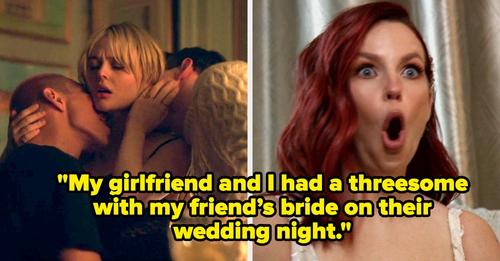 "My girlfriend and I had a threesome
with my friend's bride on their
wedding night."